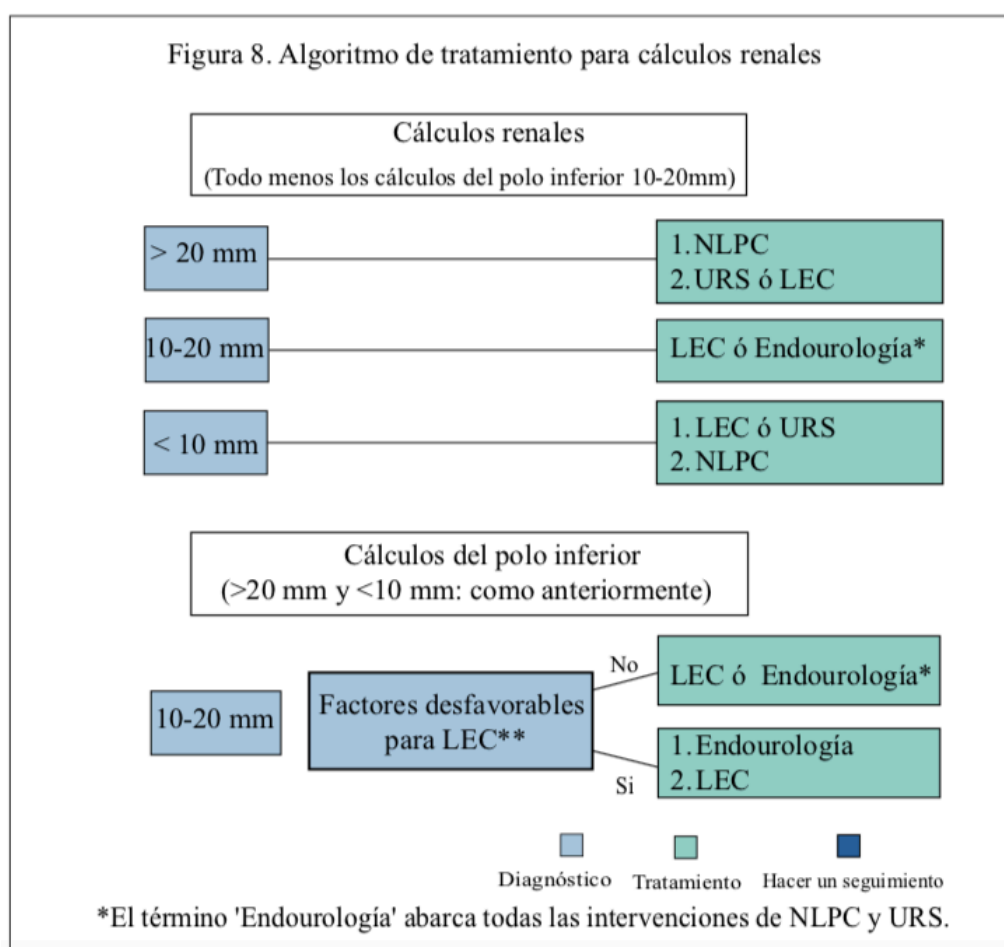 Figura 8. Algoritmo de tratamiento para cálculos renales
Cálculos renales
(Todo menos los cálculos del polo inferior 10-20mm)
> 20 mm
1.NLPC
2.URS ó LEC
10-20 mm
LEC ó Endourología*
< 10 mm
1.LEC ó URS
2.NLPC
Cálculos del polo inferior
(>20 mm y <10 mm: como anteriormente)
10-20 mm
Factores desfavorables
para LEC**
No
LEC ó Endourología*
Si
1.Endourología
2.LEC
Diagnóstico
Tratamiento
Hacer un seguimiento
*El término 'Endourología' abarca todas las intervenciones de NLPC y URS.